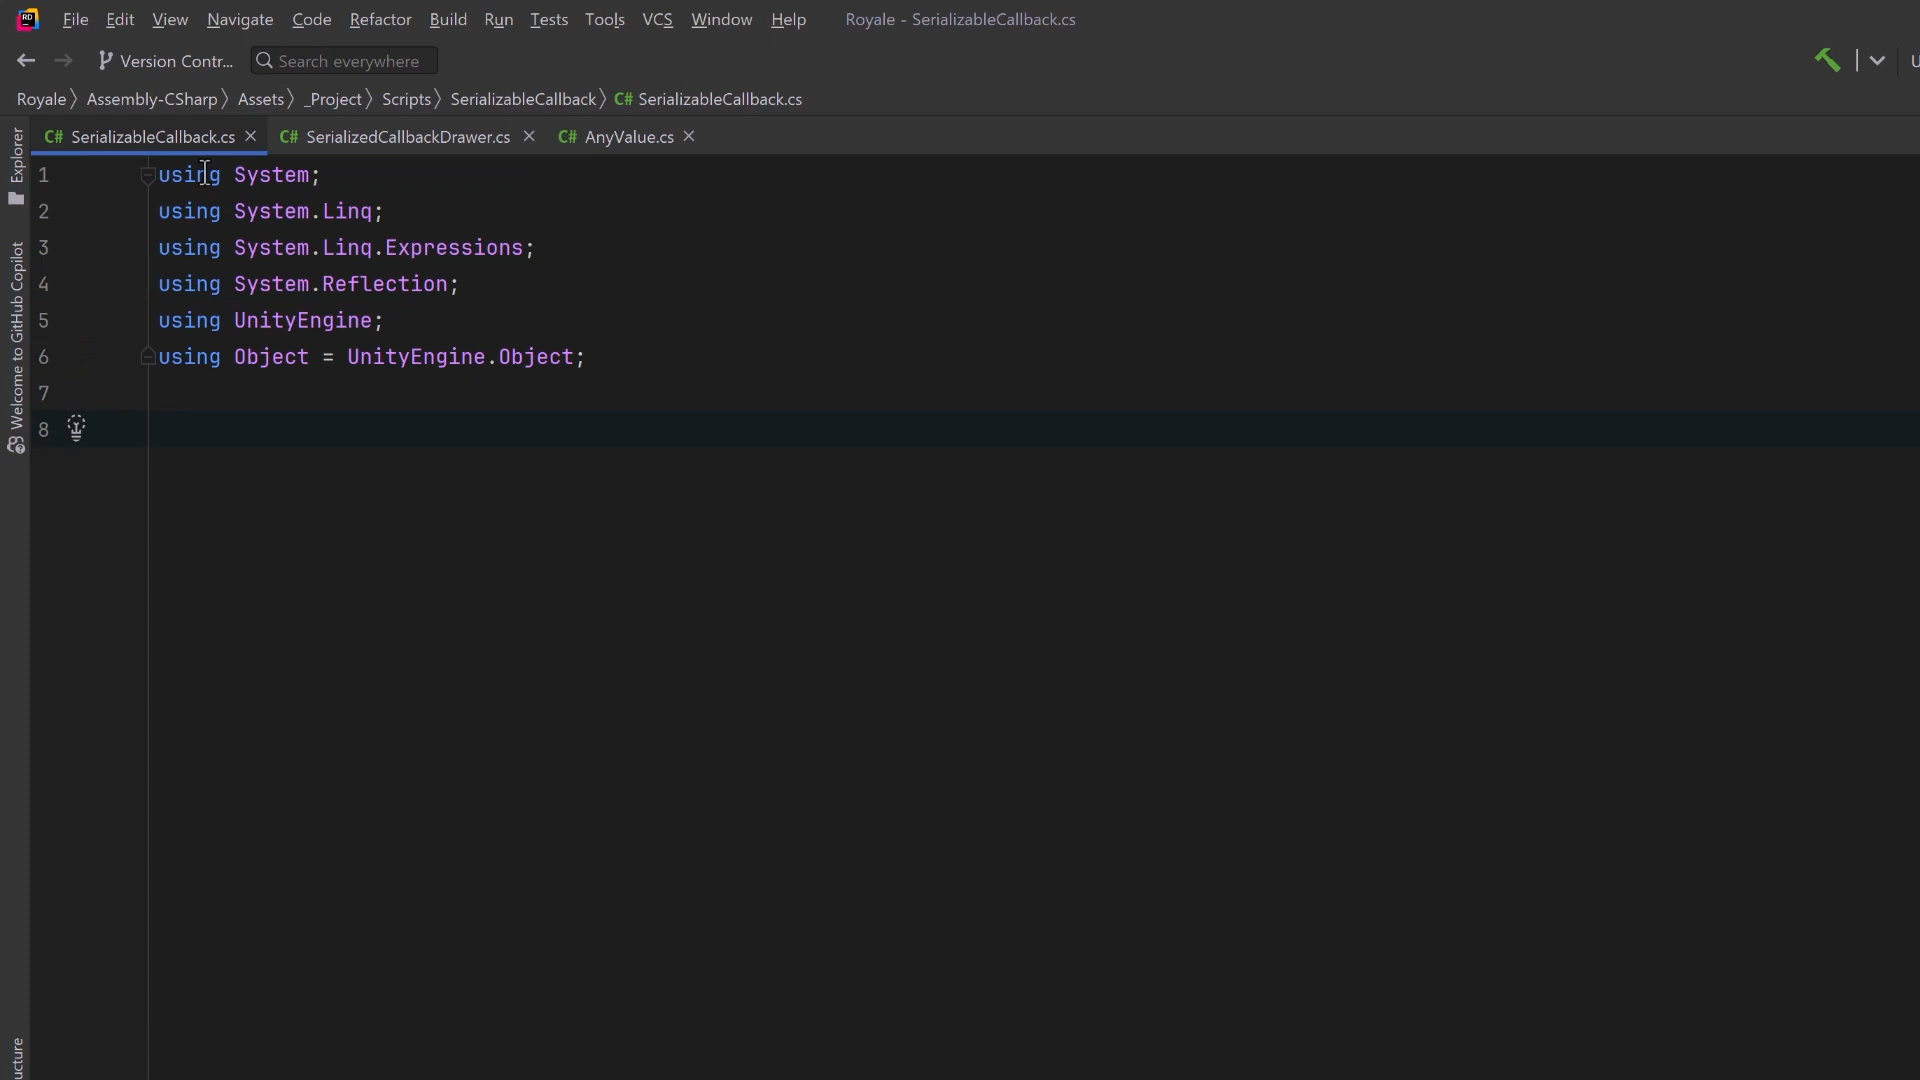 RD File Edit View Navigate Code Refactor Build Run Tests Tools VCS Window Help Royale - SerializableCallback.cs
Version Contr... Search everywhere U
Royale 〉 Assembly-CSharp 〉 Assets 〉 _Project 〉 Scripts 〉 SerializableCallback 〉 C# SerializableCallback.cs
C# SerializableCallback.cs × C# SerializedCallbackDrawer.cs × C# AnyValue.cs ×
Explorer
Welcome to GitHub Copilot
ucture
1 using System;
2 using System.Linq;
3 using System.Linq.Expressions;
4 using System.Reflection;
5 using UnityEngine;
6 using Object = UnityEngine.Object;
7
8